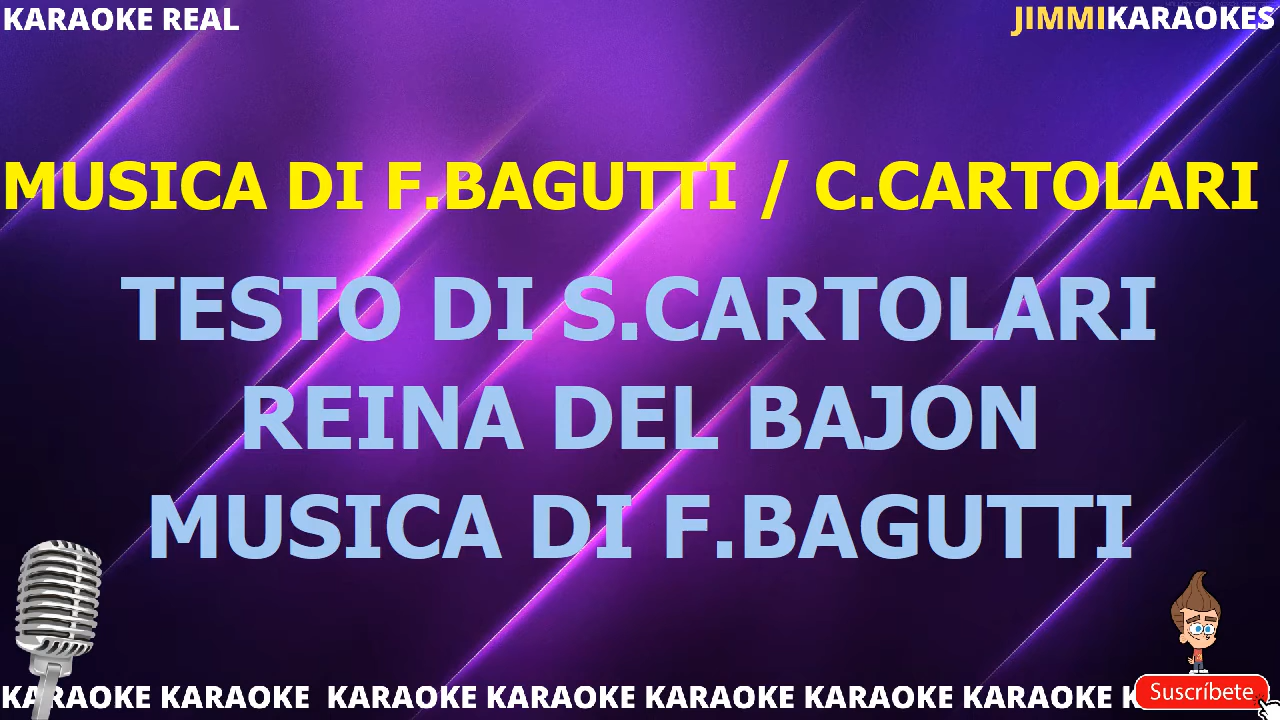 KARAOKE REAL
JIMMIKARAOKES
MUSICA DI F.BAGUTTI / C.CARTOLARI
TESTO DI S.CARTOLARI
REINA DEL BAJON
MUSICA DI F.BAGUTTI
KARAOKE KARAOKE KARAOKE KARAOKE KARAOKE KARAOKE KARAOKE K
Suscríbete